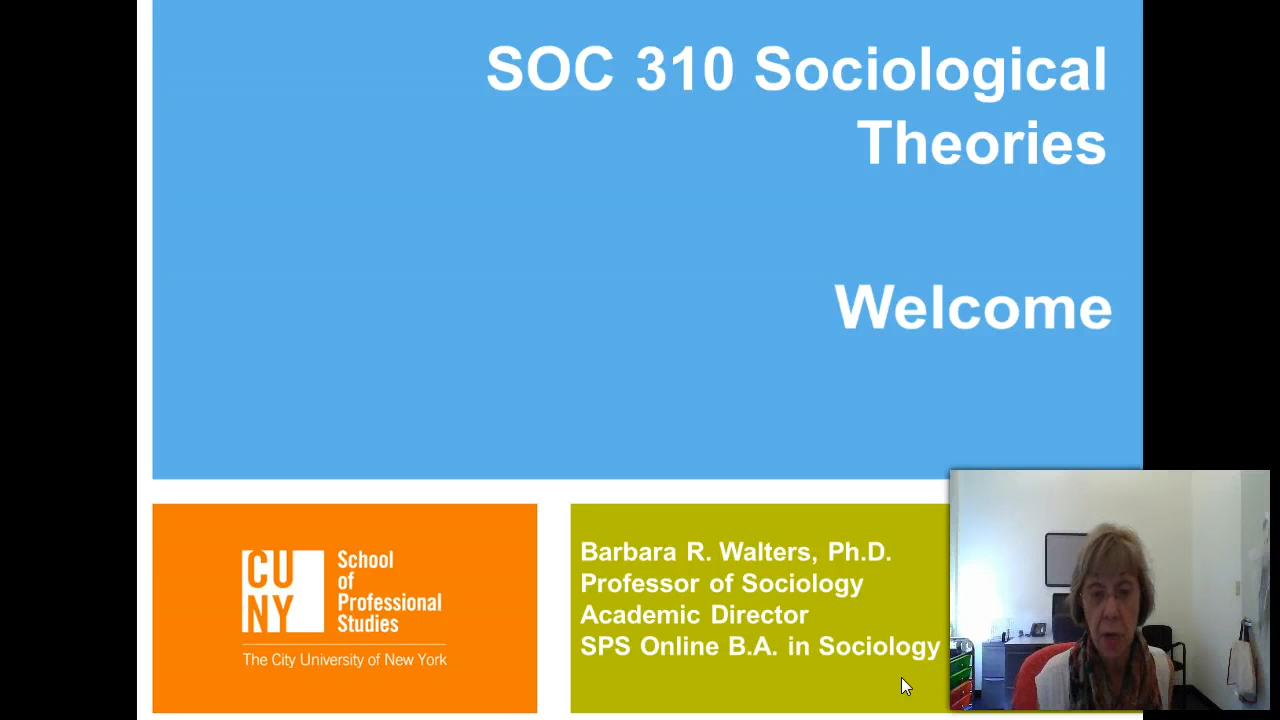 SOC 310 Sociological
Theories
Welcome
CU
NY
School
of
Professional
Studies
The City University of New York
Barbara R. Walters, Ph.D.
Professor of Sociology
Academic Director
SPS Online B.A. in Sociology